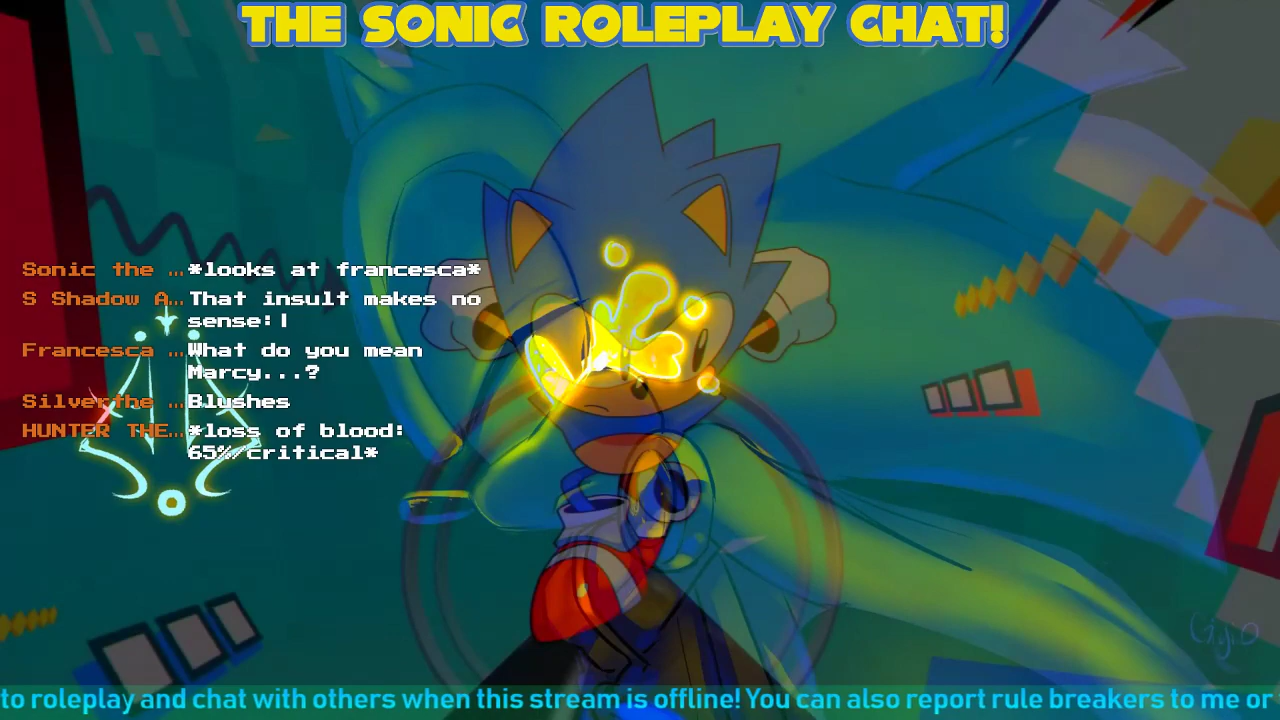 THE SONIC ROLEPLAY CHAT!
Sonic the ... *looks at francesca*
S Shadow A... That insult makes no
sense:|
Francesca ... What do you mean
Marcy...?
Silverthe ... Blushes
HUNTER THE... *loss of blood:
65% critical*
to roleplay and chat with others when this stream is offline! You can also report rule breakers to me or